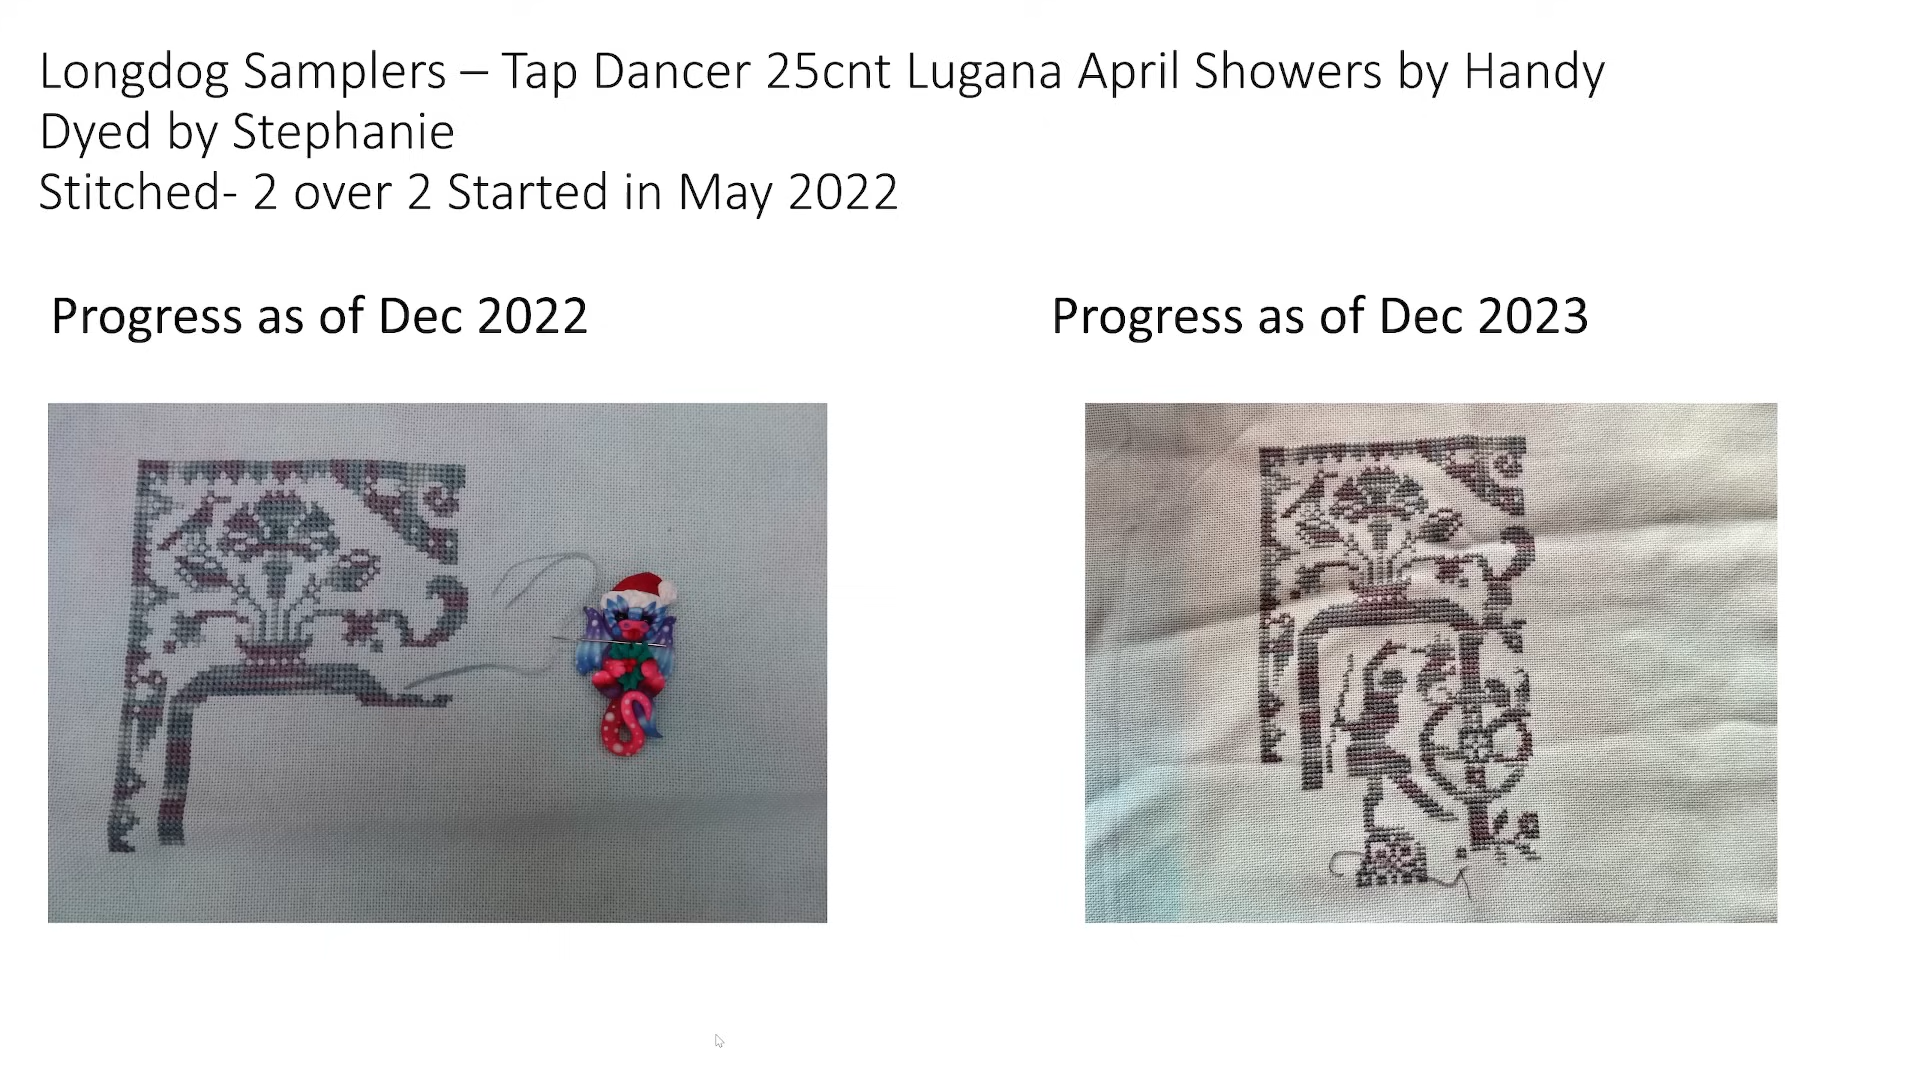 Longdog Samplers – Tap Dancer 25cnt Lugana April Showers by Handy
Dyed by Stephanie
Stitched- 2 over 2 Started in May 2022
Progress as of Dec 2022
Progress as of Dec 2023